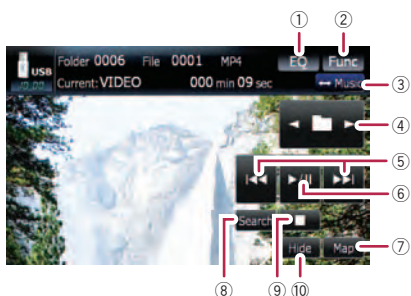 ① ②
USB Folder 0006 File 0001 MP4 EQ Func
Current: VIDEO 000 min 09 sec Music
③
④
⑤
⑥
Search
Hide Map
⑦
⑧ ⑨ ⑩